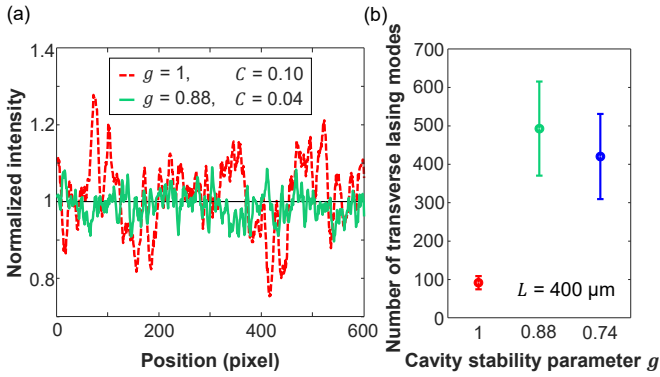 (a)
Normalized intensity
1.4
1.2
1
0.8
g = 1, C = 0.10
g = 0.88, C = 0.04
0 200 400 600
Position (pixel)
(b)
Number of transverse lasing modes
700
600
500
400
300
200
100
0
L = 400 μm
1 0.88 0.74
Cavity stability parameter g